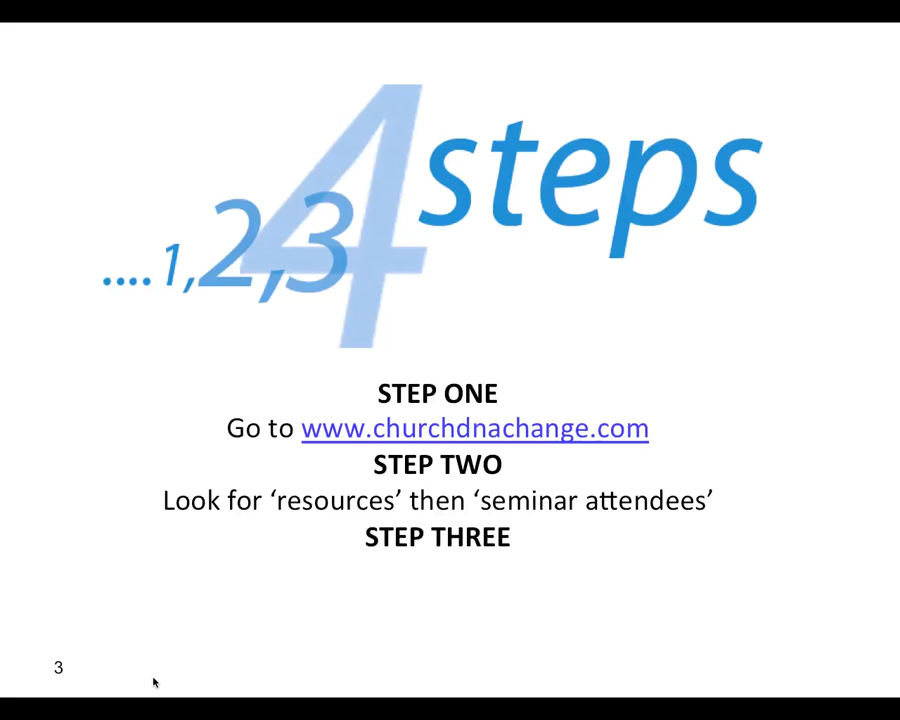 ....1,2,3 4 steps
STEP ONE
Go to www.churchdnachange.com
STEP TWO
Look for ‘resources’ then ‘seminar attendees’
STEP THREE
3